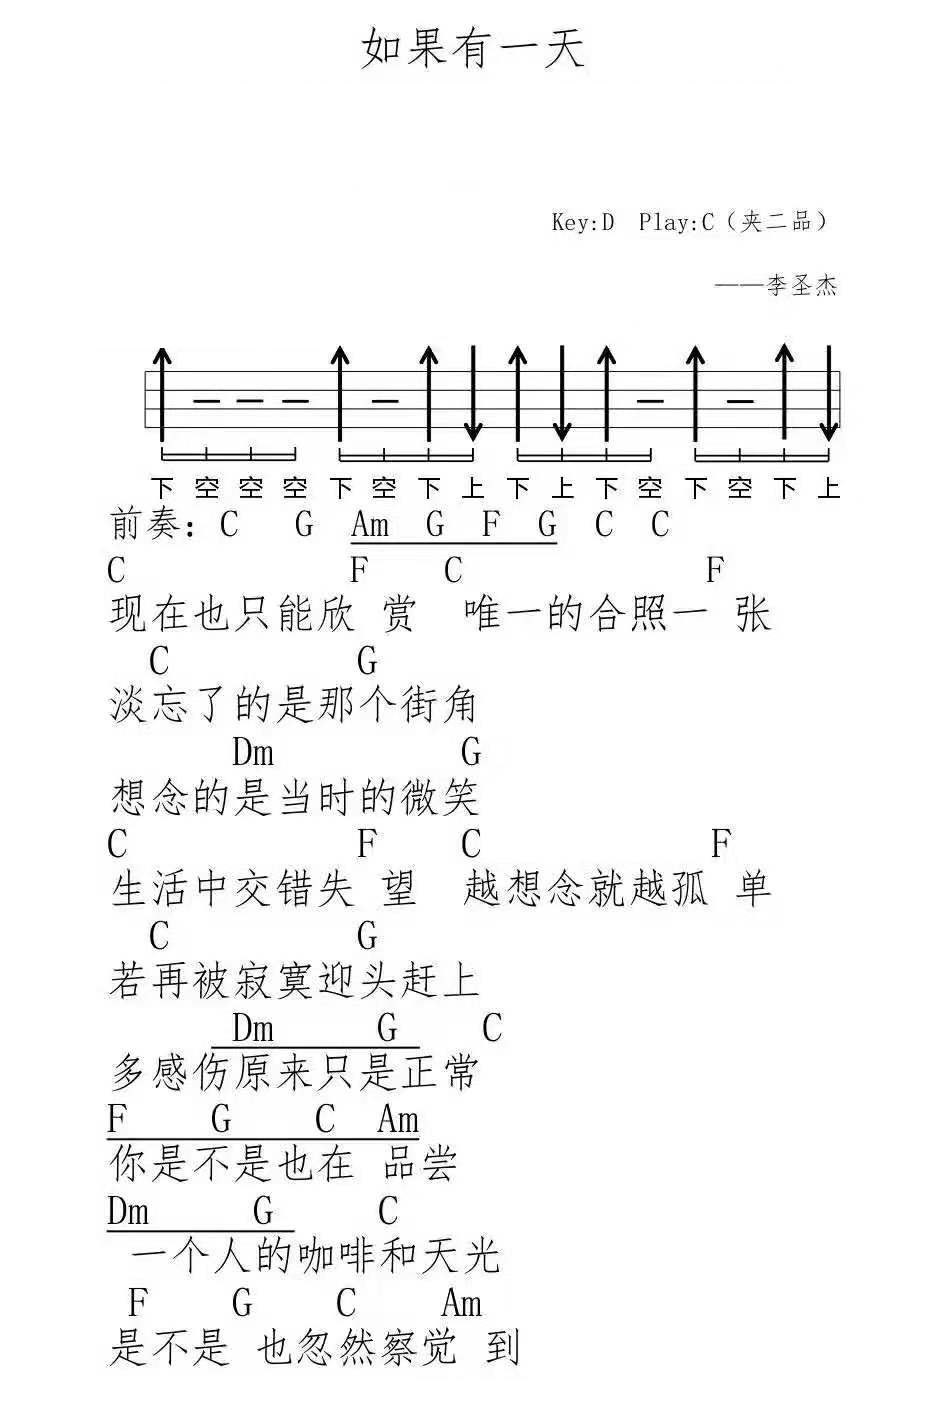 如果有一天
Key:D Play:C（夹二品）
——李圣杰
下 空 空 空 下 空 下 上 下 上 下 空 下 空 下 上
前奏：C G Am G F G C C
C F C F
现在也只能欣 赏 唯一的合照一 张
C G
淡忘了的是那个街角
Dm G
想念的是当时的微笑
C F C F
生活中交错失 望 越想念就越孤 单
C G
若再被寂寞迎头赶上
Dm G C
多感伤原来只是正常
F G C Am
你是不是也在 品尝
Dm G C
一个人的咖啡和天光
F G C Am
是不是 也忽然察觉 到